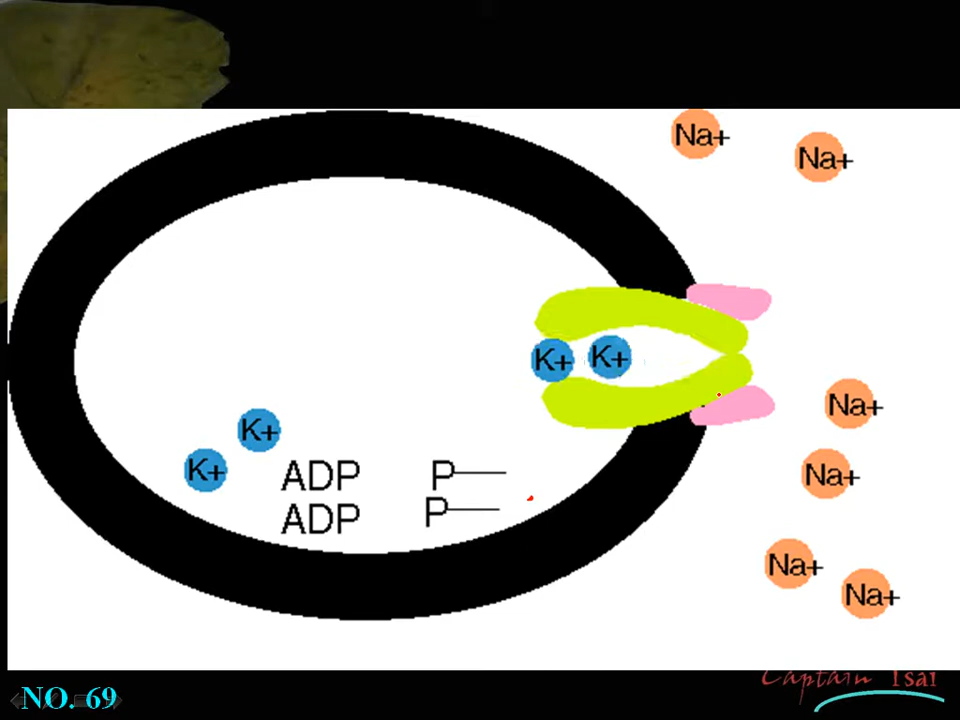 Na+
Na+
K+ K+
Na+
K+
K+
ADP P
Na+
ADP P
Na+
Na+
Captain Tsai
NO. 69